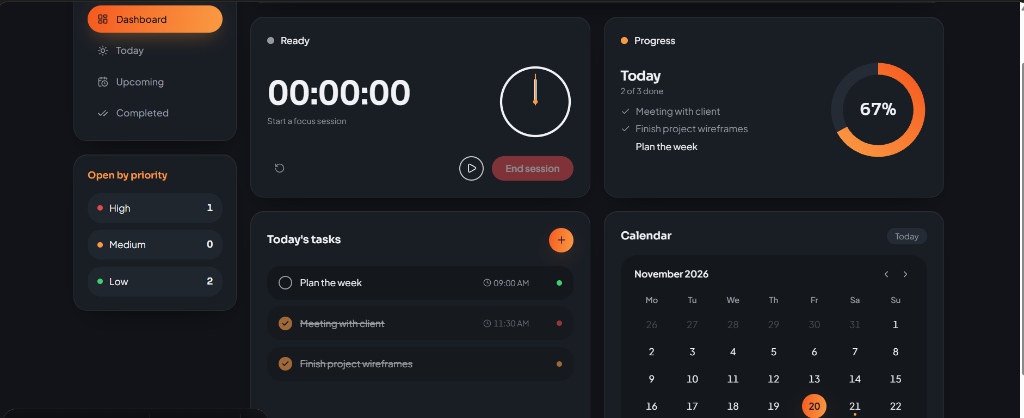 Dashboard
Today
Upcoming
Completed
Open by priority
High 1
Medium 0
Low 2
Ready
00:00:00
Start a focus session
End session
Progress
Today
2 of 3 done
Meeting with client
Finish project wireframes
Plan the week
67%
Today's tasks
+
Plan the week 09:00 AM
Meeting with client 11:30 AM
Finish project wireframes
Calendar Today
November 2026
Mo Tu We Th Fr Sa Su
26 27 28 29 30 31 1
2 3 4 5 6 7 8
9 10 11 12 13 14 15
16 17 18 19 20 21 22